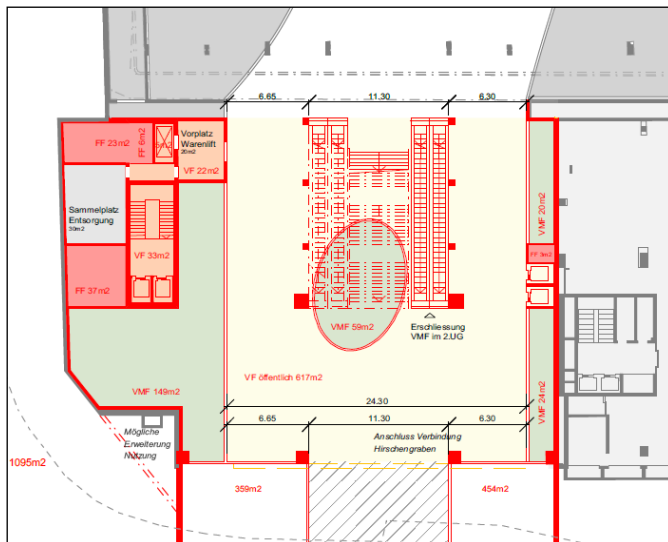 6.65
11.30
6.30
FF 23m2
FF 6m2
Vorplatz
Warenlift
20m2
VF 22m2
VMF 20m2
Sammelplatz
Entsorgung
30m2
VF 33m2
FF 37m2
VMF 59m2
Erschliessung
VMF im 2.UG
VMF 149m2
VF öffentlich 617m2
VMF 24m2
24.30
6.65
11.30
6.30
Mögliche
Erweiterung
Nutzung
Anschluss Verbindung
Hirschengraben
1095m2
359m2
454m2